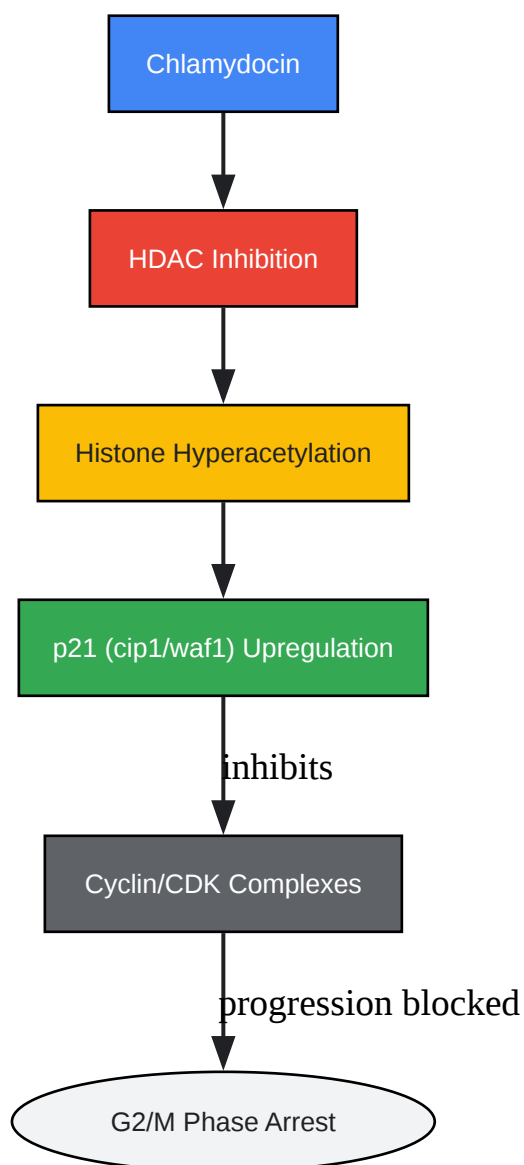 Chlamydocin
HDAC Inhibition
Histone Hyperacetylation
p21 (cip1/waf1) Upregulation
inhibits
Cyclin/CDK Complexes
progression blocked
G2/M Phase Arrest